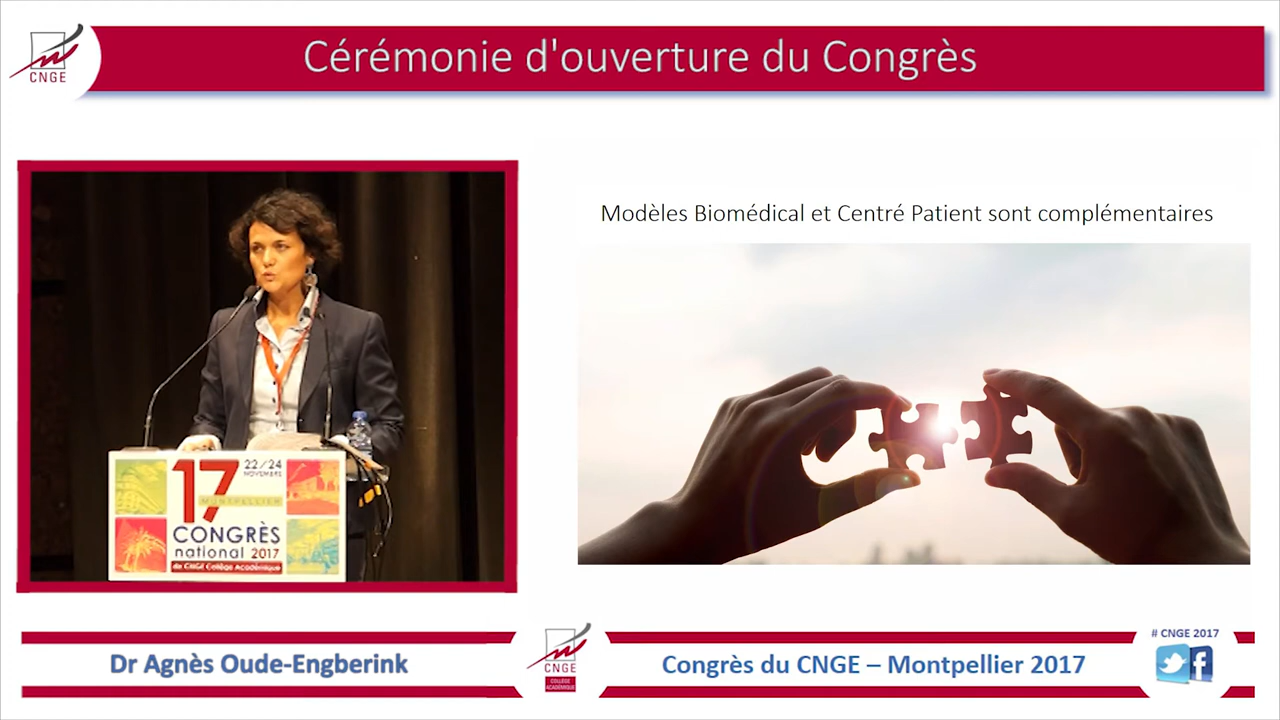 CNGE
Cérémonie d'ouverture du Congrès
Modèles Biomédical et Centré Patient sont complémentaires
17
22/24
NOVEMBRE
MONTPELLIER
CONGRÈS
national 2017
du CNGE Collège Académique
Dr Agnès Oude-Engberink
CNGE
COLLÈGE
ACADÉMIQUE
Congrès du CNGE – Montpellier 2017
# CNGE 2017